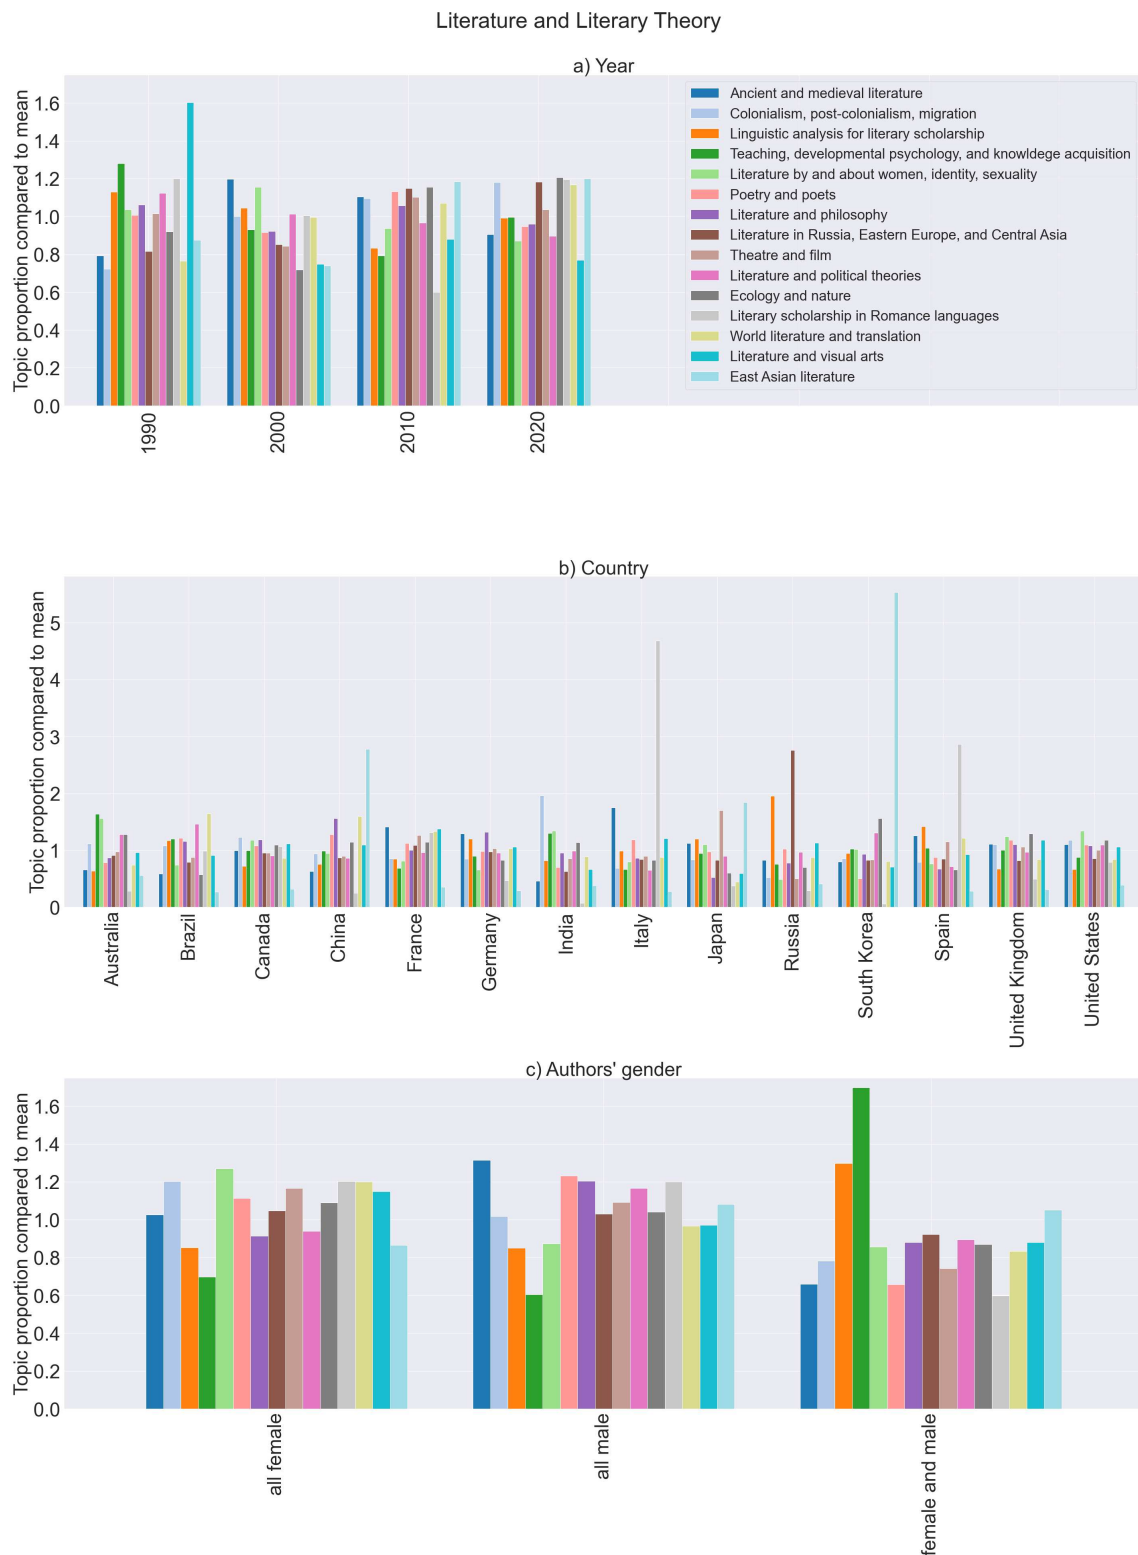 Literature and Literary Theory
a) Year
Topic proportion compared to mean
1.6
1.4
1.2
1.0
0.8
0.6
0.4
0.2
0.0
1990
2000
2010
2020
Ancient and medieval literature
Colonialism, post-colonialism, migration
Linguistic analysis for literary scholarship
Teaching, developmental psychology, and knowldege acquisition
Literature by and about women, identity, sexuality
Poetry and poets
Literature and philosophy
Literature in Russia, Eastern Europe, and Central Asia
Theatre and film
Literature and political theories
Ecology and nature
Literary scholarship in Romance languages
World literature and translation
Literature and visual arts
East Asian literature
b) Country
Topic proportion compared to mean
5
4
3
2
1
0
Australia
Brazil
Canada
China
France
Germany
India
Italy
Japan
Russia
South Korea
Spain
United Kingdom
United States
c) Authors' gender
Topic proportion compared to mean
1.6
1.4
1.2
1.0
0.8
0.6
0.4
0.2
0.0
all female
all male
female and male